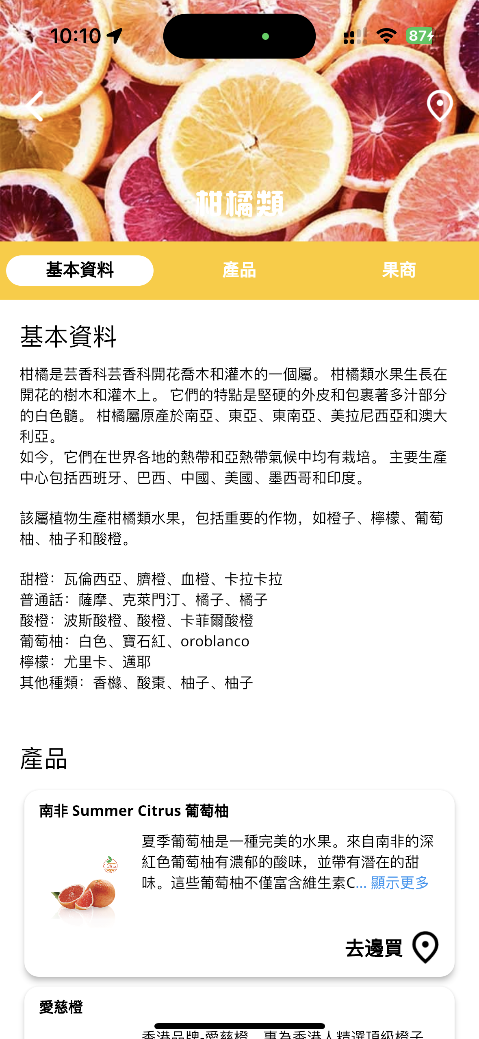 10:10
87
柑橘類
基本資料 產品 果商
基本資料
柑橘是芸香科芸香科開花喬木和灌木的一個屬。 柑橘類水果生長在
開花的樹木和灌木上。 它們的特點是堅硬的外皮和包裹著多汁部分
的白色髓。 柑橘屬原產於南亞、東亞、東南亞、美拉尼西亞和澳大
利亞。
如今，它們在世界各地的熱帶和亞熱帶氣候中均有栽培。 主要生產
中心包括西班牙、巴西、中國、美國、墨西哥和印度。
該屬植物生產柑橘類水果，包括重要的作物，如橙子、檸檬、葡萄
柚、柚子和酸橙。
甜橙：瓦倫西亞、臍橙、血橙、卡拉卡拉
普通話：薩摩、克萊門汀、橘子、橘子
酸橙：波斯酸橙、酸橙、卡菲爾酸橙
葡萄柚：白色、寶石紅、oroblanco
檸檬：尤里卡、邁耶
其他種類：香櫞、酸棗、柚子、柚子
產品
南非 Summer Citrus 葡萄柚
夏季葡萄柚是一種完美的水果。來自南非的深
紅色葡萄柚有濃郁的酸味，並帶有潛在的甜
味。這些葡萄柚不僅富含維生素C... 顯示更多
去邊買
愛慈橙
香港品牌-愛慈橙，專為香港人精選頂級橙子